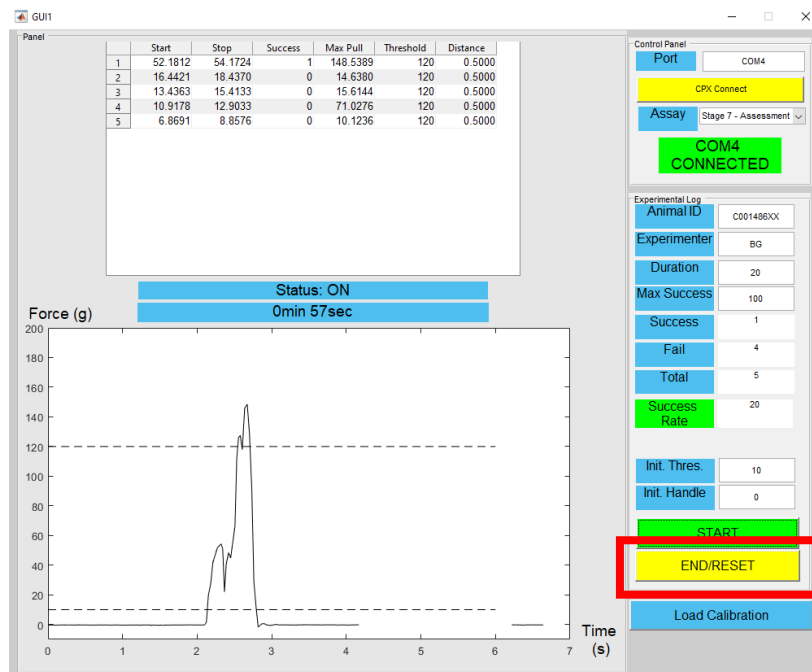 GUI1
Panel
Start Stop Success Max Pull Threshold Distance
1 52.1812 54.1724 1 148.5389 120 0.5000
2 16.4421 18.4370 0 14.6380 120 0.5000
3 13.4363 15.4133 0 15.6144 120 0.5000
4 10.9178 12.9033 0 71.0276 120 0.5000
5 6.8691 8.8576 0 10.1236 120 0.5000
Status: ON
0min 57sec
Force (g)
200
180
160
140
120
100
80
60
40
20
0
0 1 2 3 4 5 6 7
Time
(s)
Control Panel
Port COM4
CPX Connect
Assay Stage 7 - Assessment
COM4
CONNECTED
Experimental Log
Animal ID C001486XX
Experimenter BG
Duration 20
Max Success 100
Success 1
Fail 4
Total 5
Success 20
Rate
Init. Thres. 10
Init. Handle 0
START
END/RESET
Load Calibration